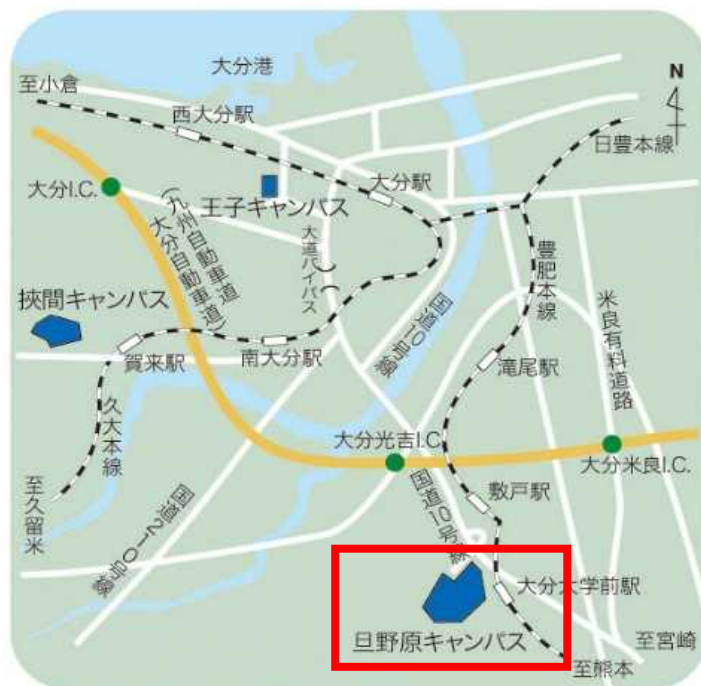 大分港
至小倉
N
西大分駅
日豊本線
大分駅
大分I.C.
王子キャンパス
(九州自動車道
大分自動車道)
大道バイパス
豊肥本線
挾間キャンパス
国道10号線
米良有料道路
賀来駅
南大分駅
滝尾駅
久大本線
大分光吉I.C
大分米良I.C.
至久留米
国道210号線
国道10号線
敷戸駅
大分大学前駅
旦野原キャンパス
至宮崎
至熊本